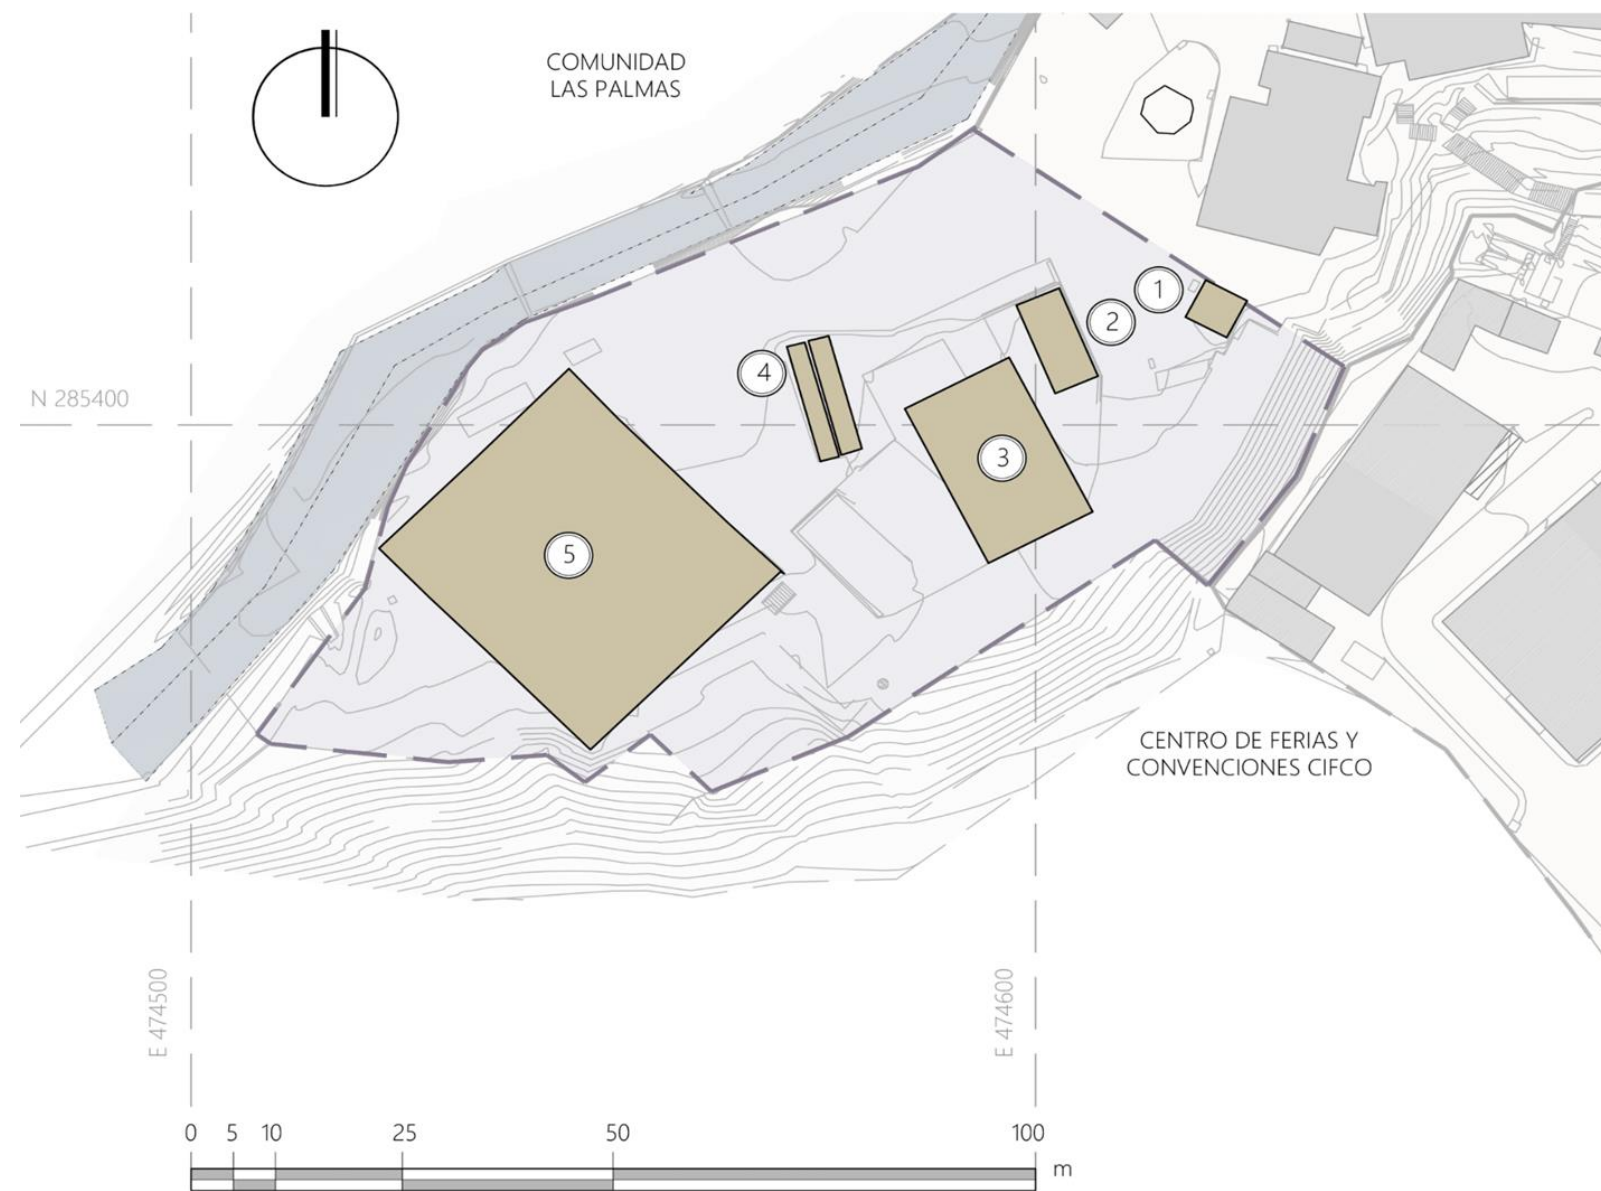 COMUNIDAD
LAS PALMAS
1
2
4
N 285400
3
5
CENTRO DE FERIAS Y
CONVENCIONES CIFCO
E 474500
E 474600
0 5 10 25 50 100
m